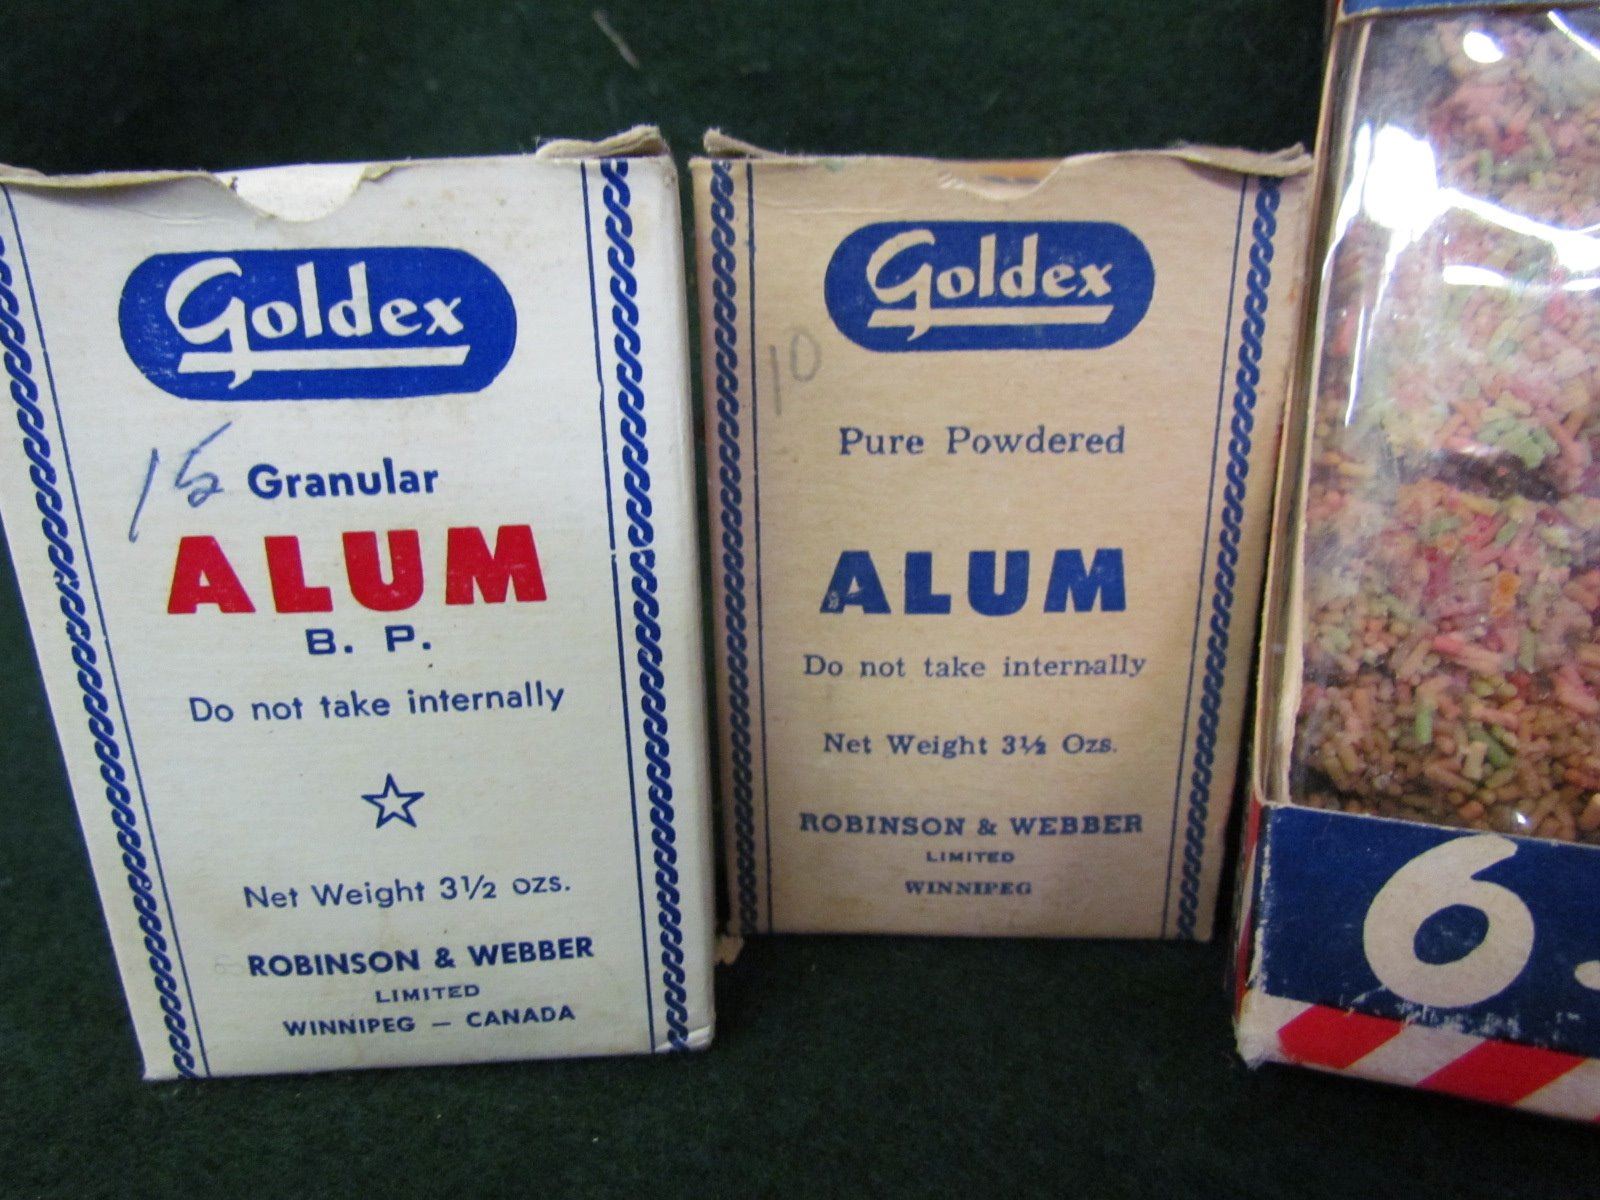 Goldex
15 Granular
ALUM
B. P.
Do not take internally
Net Weight 3½ ozs.
ROBINSON & WEBBER
LIMITED
WINNIPEG – CANADA
Goldex
10
Pure Powdered
ALUM
Do not take internally
Net Weight 3½ Ozs.
ROBINSON & WEBBER
LIMITED
WINNIPEG
6